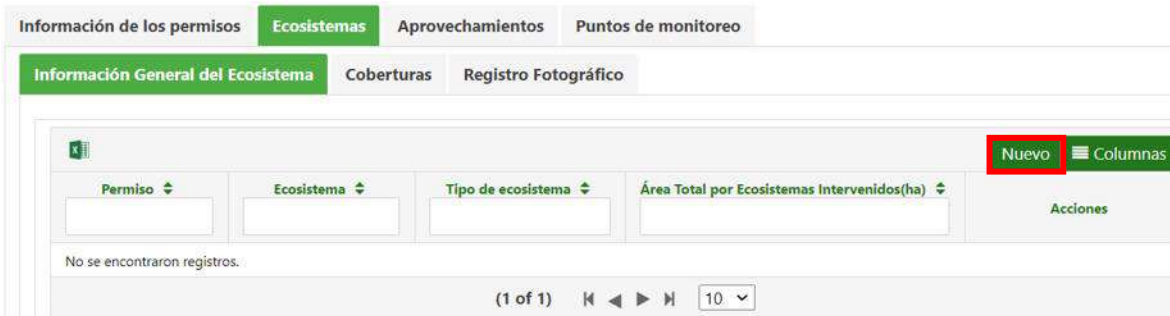 Información de los permisos Ecosistemas Aprovechamientos Puntos de monitoreo
Información General del Ecosistema Coberturas Registro Fotográfico
Nuevo Columnas
Permiso Ecosistema Tipo de ecosistema Área Total por Ecosistemas Intervenidos(ha) Acciones
No se encontraron registros.
(1 of 1) 10